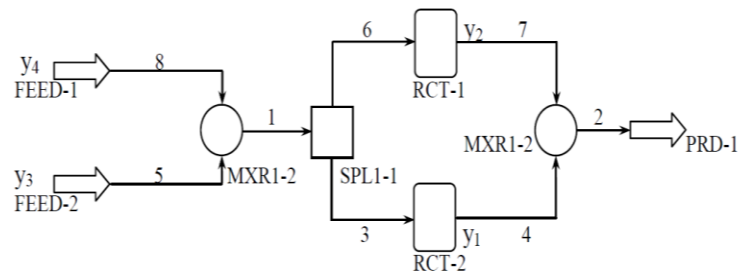 6
y2
7
y4
8
FEED-1
RCT-1
1
2
MXR1-2
PRD-1
y3
5
MXR1-2
SPL1-1
FEED-2
3
y1
4
RCT-2